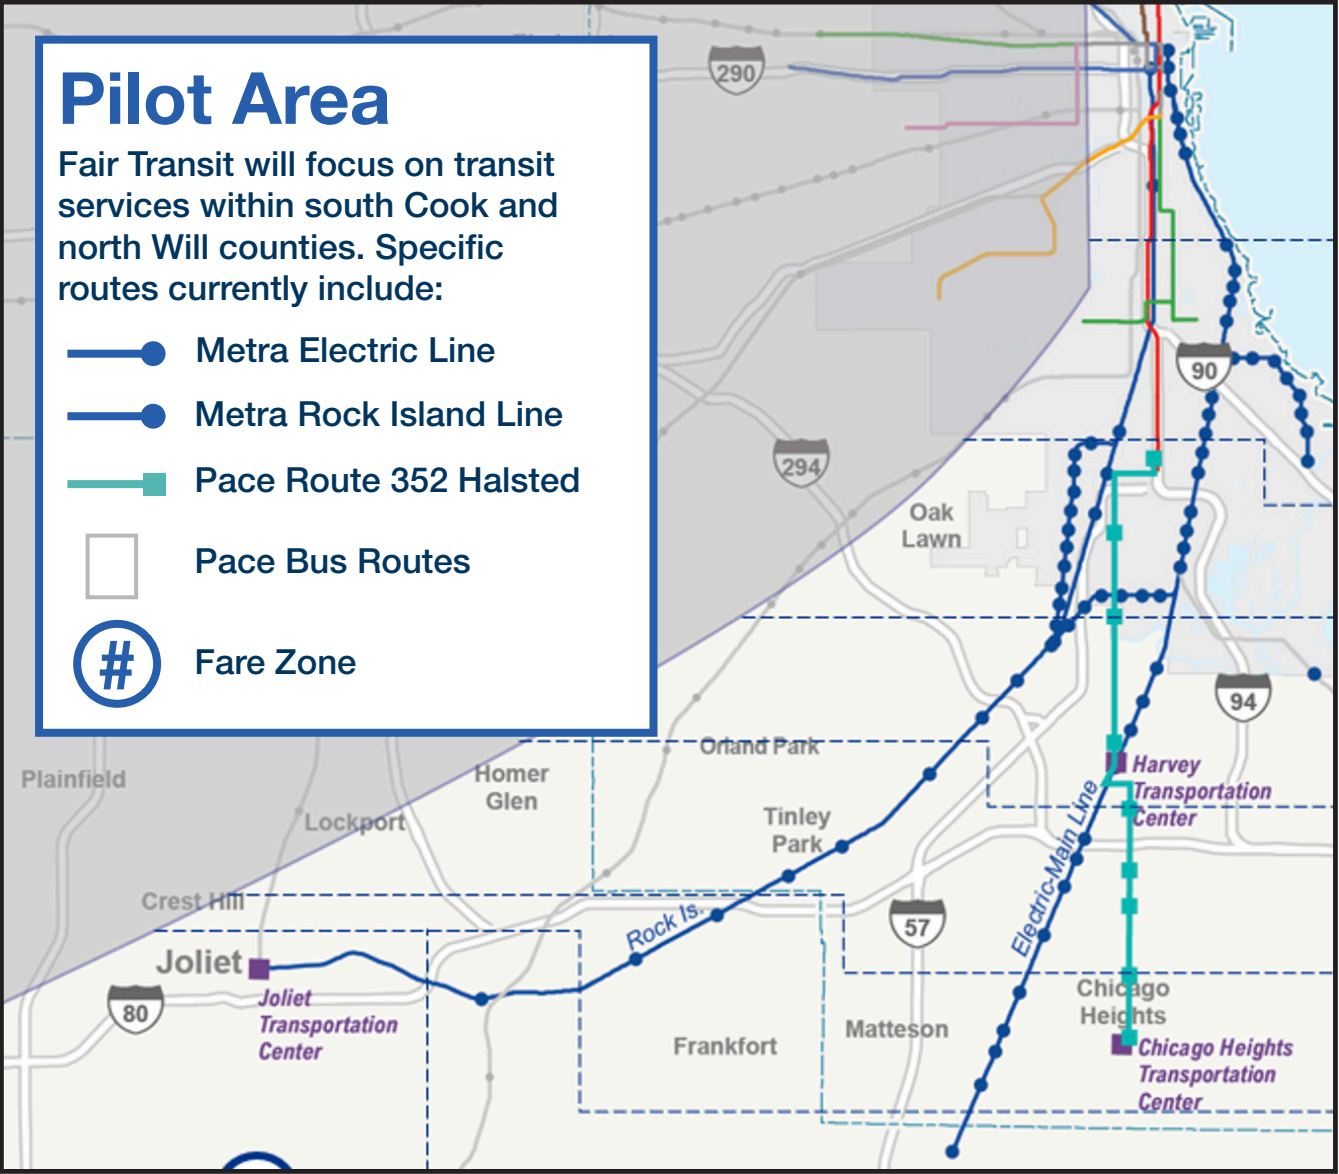 Pilot Area
Fair Transit will focus on transit
services within south Cook and
north Will counties. Specific
routes currently include:
Metra Electric Line
Metra Rock Island Line
Pace Route 352 Halsted
Pace Bus Routes
#
Fare Zone
290
90
294
Oak
Lawn
94
Orland Park
Harvey
Transportation
Center
Plainfield
Homer
Glen
Lockport
Tinley
Park
Electric-Main Line
Crest Hill
Rock Is.
57
Joliet
80
Joliet
Transportation
Center
Chicago
Heights
Matteson
Frankfort
Chicago Heights
Transportation
Center